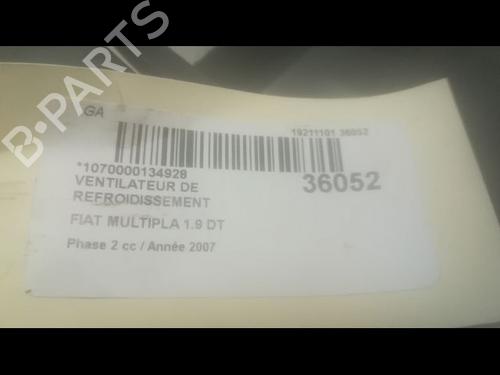 B-PARTS
GA
19211101 36052
*1070000134928
36052
VENTILATEUR DE
REFROIDISSEMENT
FIAT MULTIPLA 1.9 DT
Phase 2 cc / Année 2007